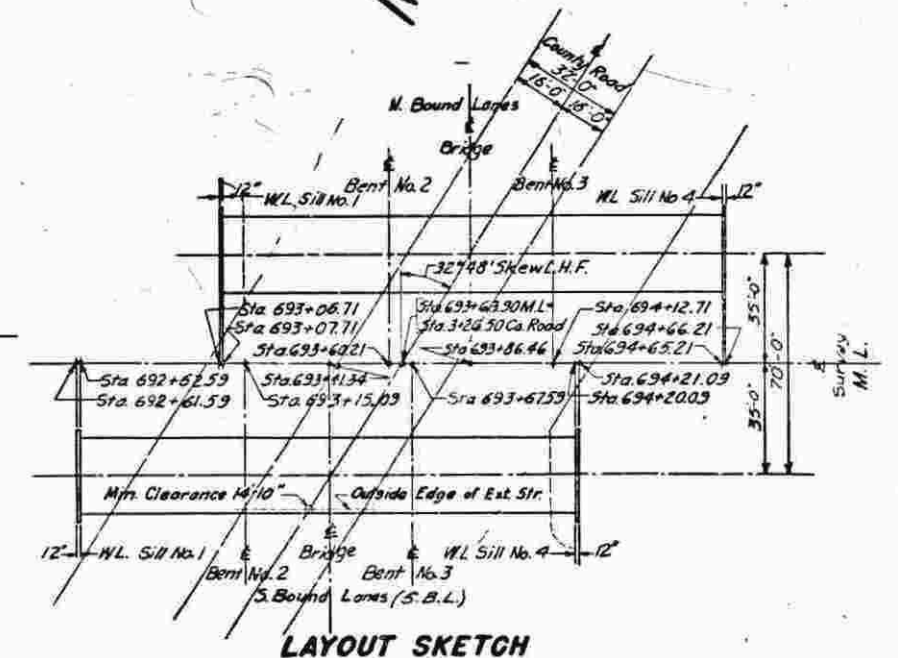 County Road
32'-0"
16'-0" 16'-0"
N. Bound Lanes
℄
Bridge
℄
℄
℄
12"
W.L. Sill No. 1
Bent No. 2
Bent No. 3
W.L. Sill No. 4
12"
32°48' Skew L.H.F.
Sta 693+06.71
Sta. 693+07.71
Sta. 693+60.21
Sta. 693+63.90 M.L.=
Sta. 3+26.50 Co. Road
Sta 693+86.46
Sta. 694+12.71
Sta. 694+66.21
Sta. 694+65.21
35'-0"
70'-0"
35'-0"
℄
Survey
M. L.
Sta 692+62.59
Sta. 692+61.59
Sta. 693+41.34
Sta. 693+15.09
Sta 693+67.59
Sta. 694+21.09
Sta. 694+20.09
Min. Clearance 14'-10"
Outside Edge of Ext. Str.
12"
W.L. Sill No. 1
℄
Bent No. 2
℄
Bridge
℄
Bent No. 3
W.L. Sill No. 4
12"
S. Bound Lanes (S.B.L.)
LAYOUT SKETCH